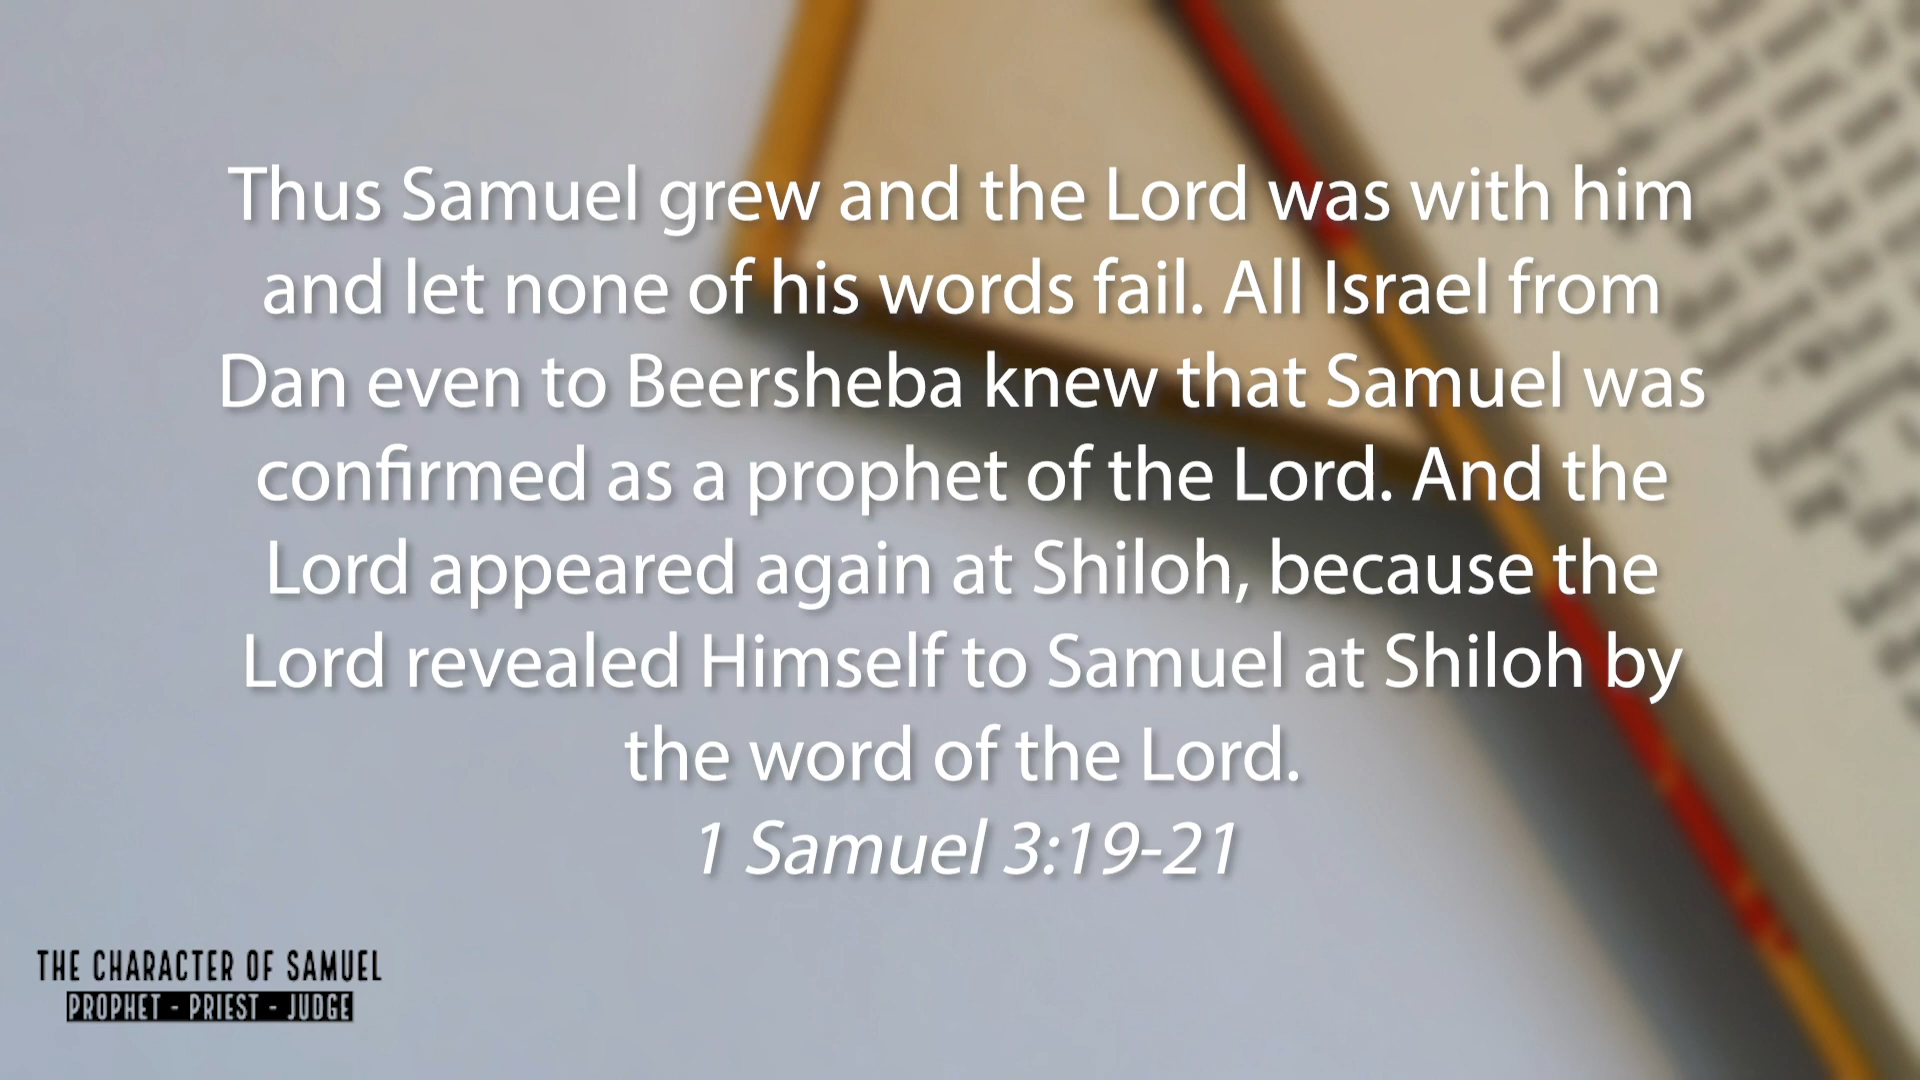 Thus Samuel grew and the Lord was with him
and let none of his words fail. All Israel from
Dan even to Beersheba knew that Samuel was
confirmed as a prophet of the Lord. And the
Lord appeared again at Shiloh, because the
Lord revealed Himself to Samuel at Shiloh by
the word of the Lord.
1 Samuel 3:19-21
THE CHARACTER OF SAMUEL
PROPHET - PRIEST - JUDGE